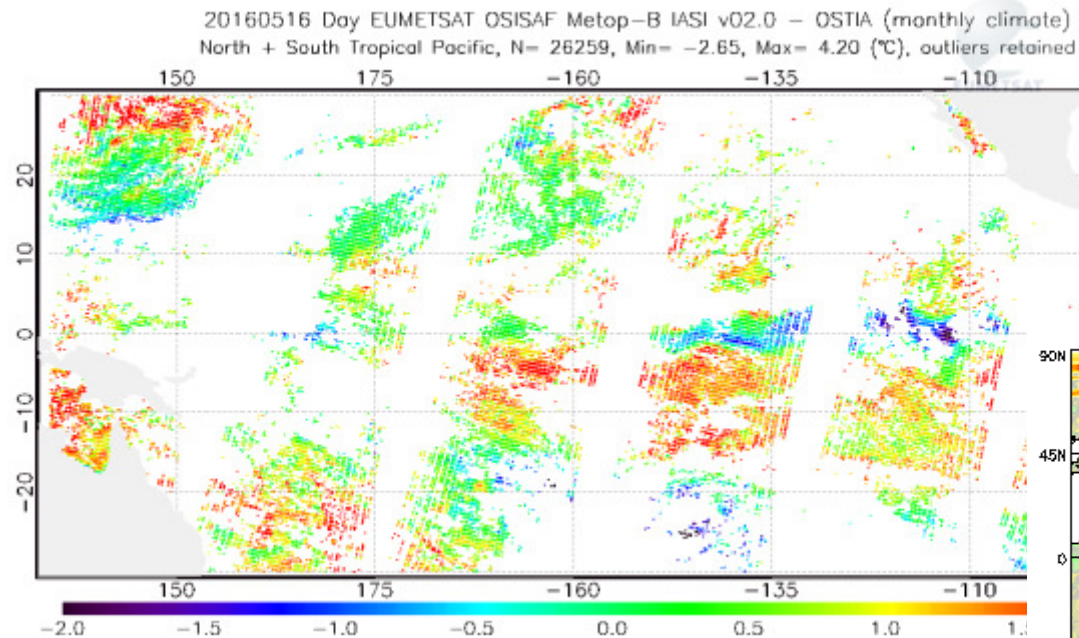 20160516 Day EUMETSAT OSISAF Metop-B IASI v02.0 - OSTIA (monthly climate)
North + South Tropical Pacific, N= 26259, Min= -2.65, Max= 4.20 (°C), outliers retained
150 175 -160 -135 -110
EUMETSAT
20
10
0
-10
-20
90N
45N
0
150 175 -160 -135 -110
-2.0 -1.5 -1.0 -0.5 0.0 0.5 1.0